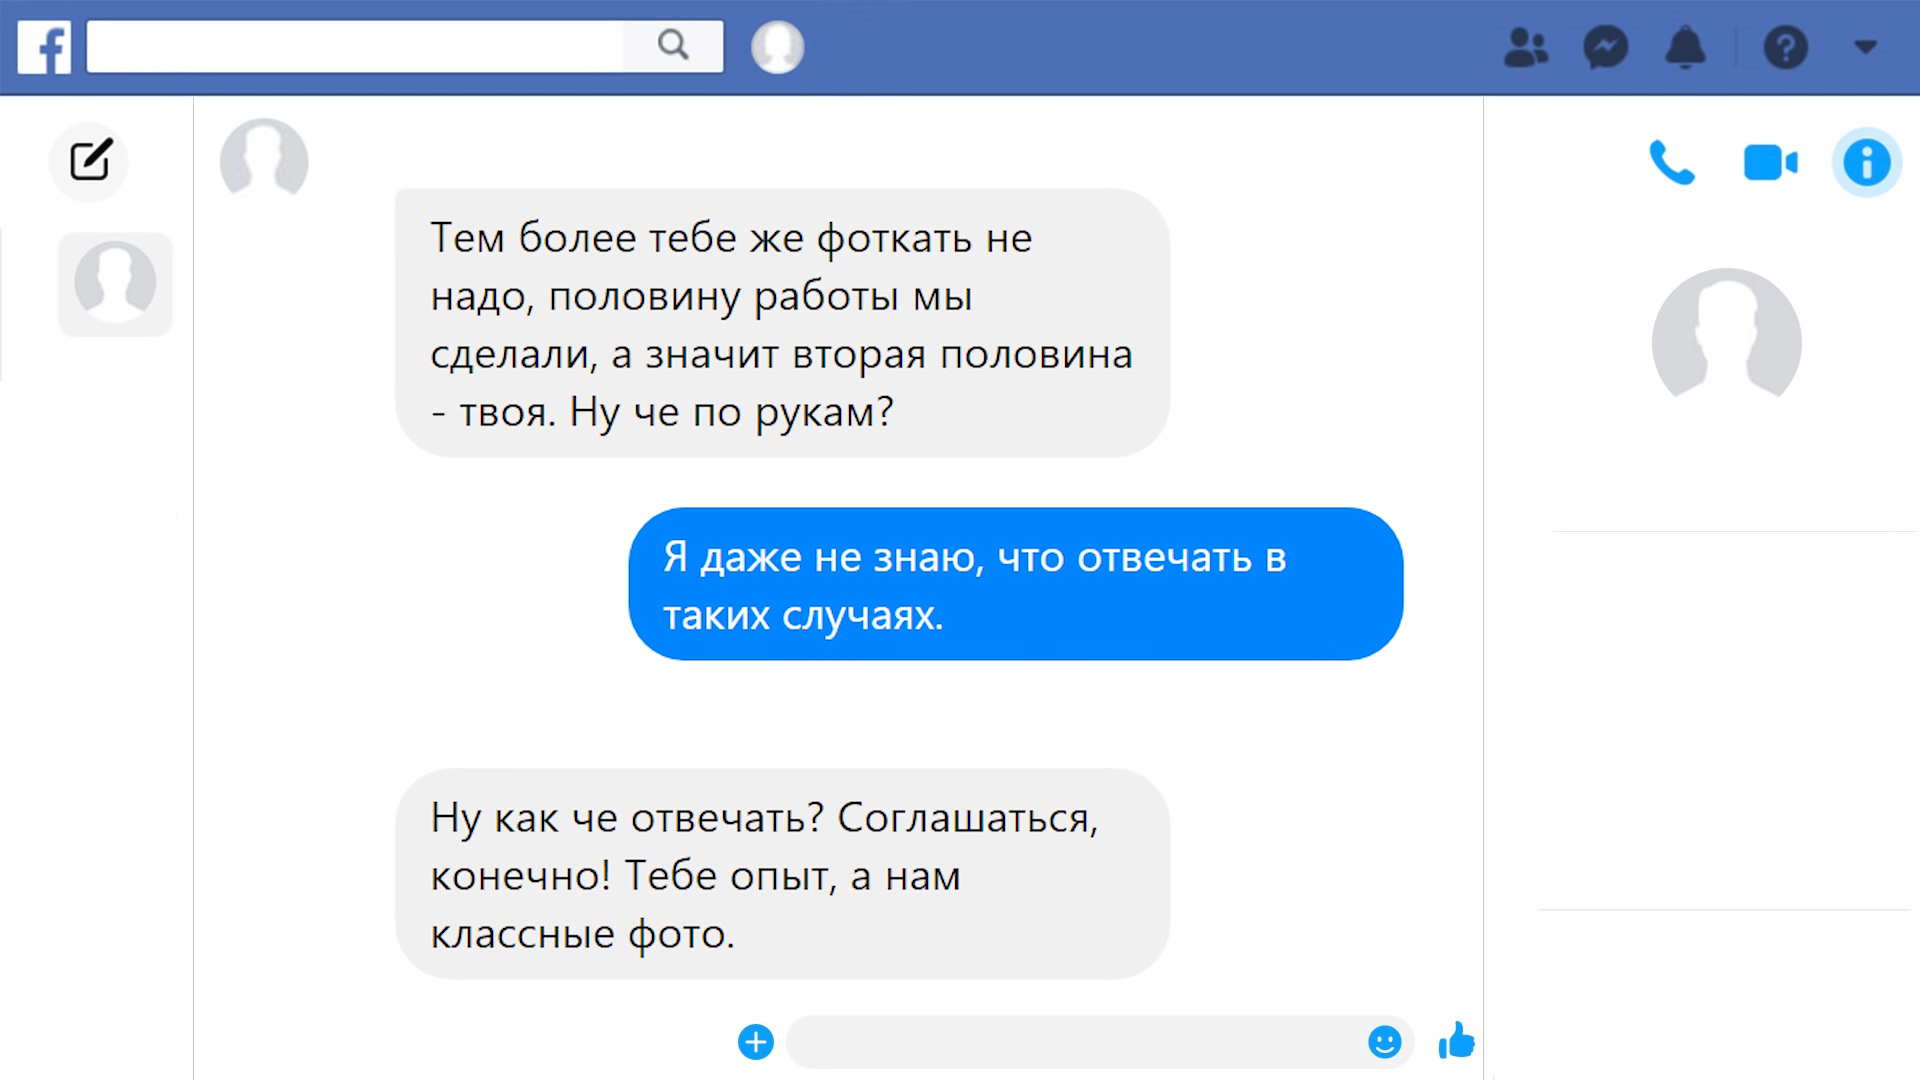 Тем более тебе же фоткать не
надо, половину работы мы
сделали, а значит вторая половина
- твоя. Ну че по рукам?
Я даже не знаю, что отвечать в
таких случаях.
Ну как че отвечать? Соглашаться,
конечно! Тебе опыт, а нам
классные фото.